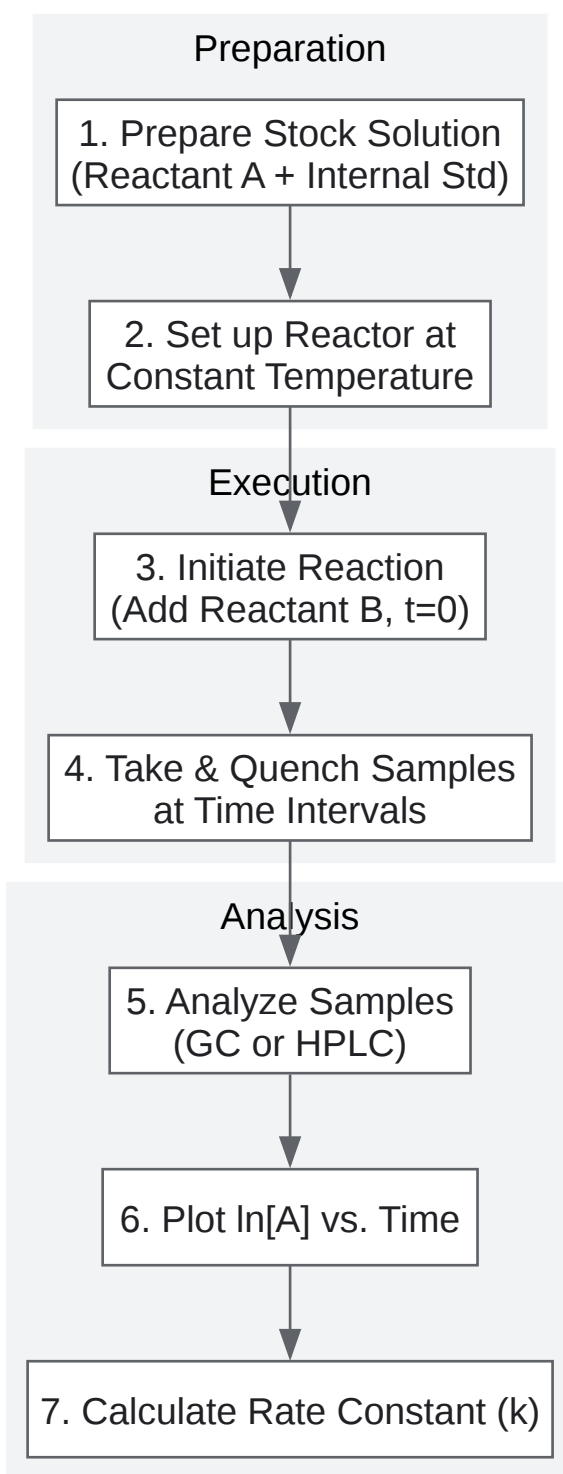 Preparation
1. Prepare Stock Solution
(Reactant A + Internal Std)
2. Set up Reactor at
Constant Temperature
Execution
3. Initiate Reaction
(Add Reactant B, t=0)
4. Take & Quench Samples
at Time Intervals
Analysis
5. Analyze Samples
(GC or HPLC)
6. Plot ln[A] vs. Time
7. Calculate Rate Constant (k)